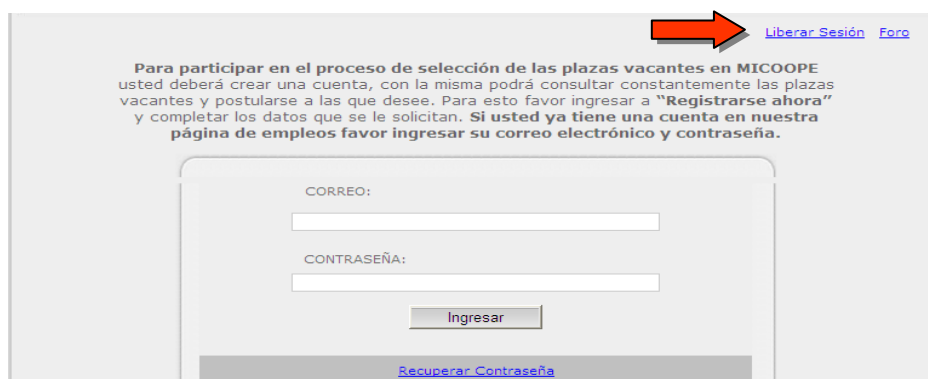 Liberar Sesión Foro
Para participar en el proceso de selección de las plazas vacantes en MICOOPE
usted deberá crear una cuenta, con la misma podrá consultar constantemente las plazas
vacantes y postularse a las que desee. Para esto favor ingresar a "Registrarse ahora"
y completar los datos que se le solicitan. Si usted ya tiene una cuenta en nuestra
página de empleos favor ingresar su correo electrónico y contraseña.
CORREO:
CONTRASEÑA:
Ingresar
Recuperar Contraseña